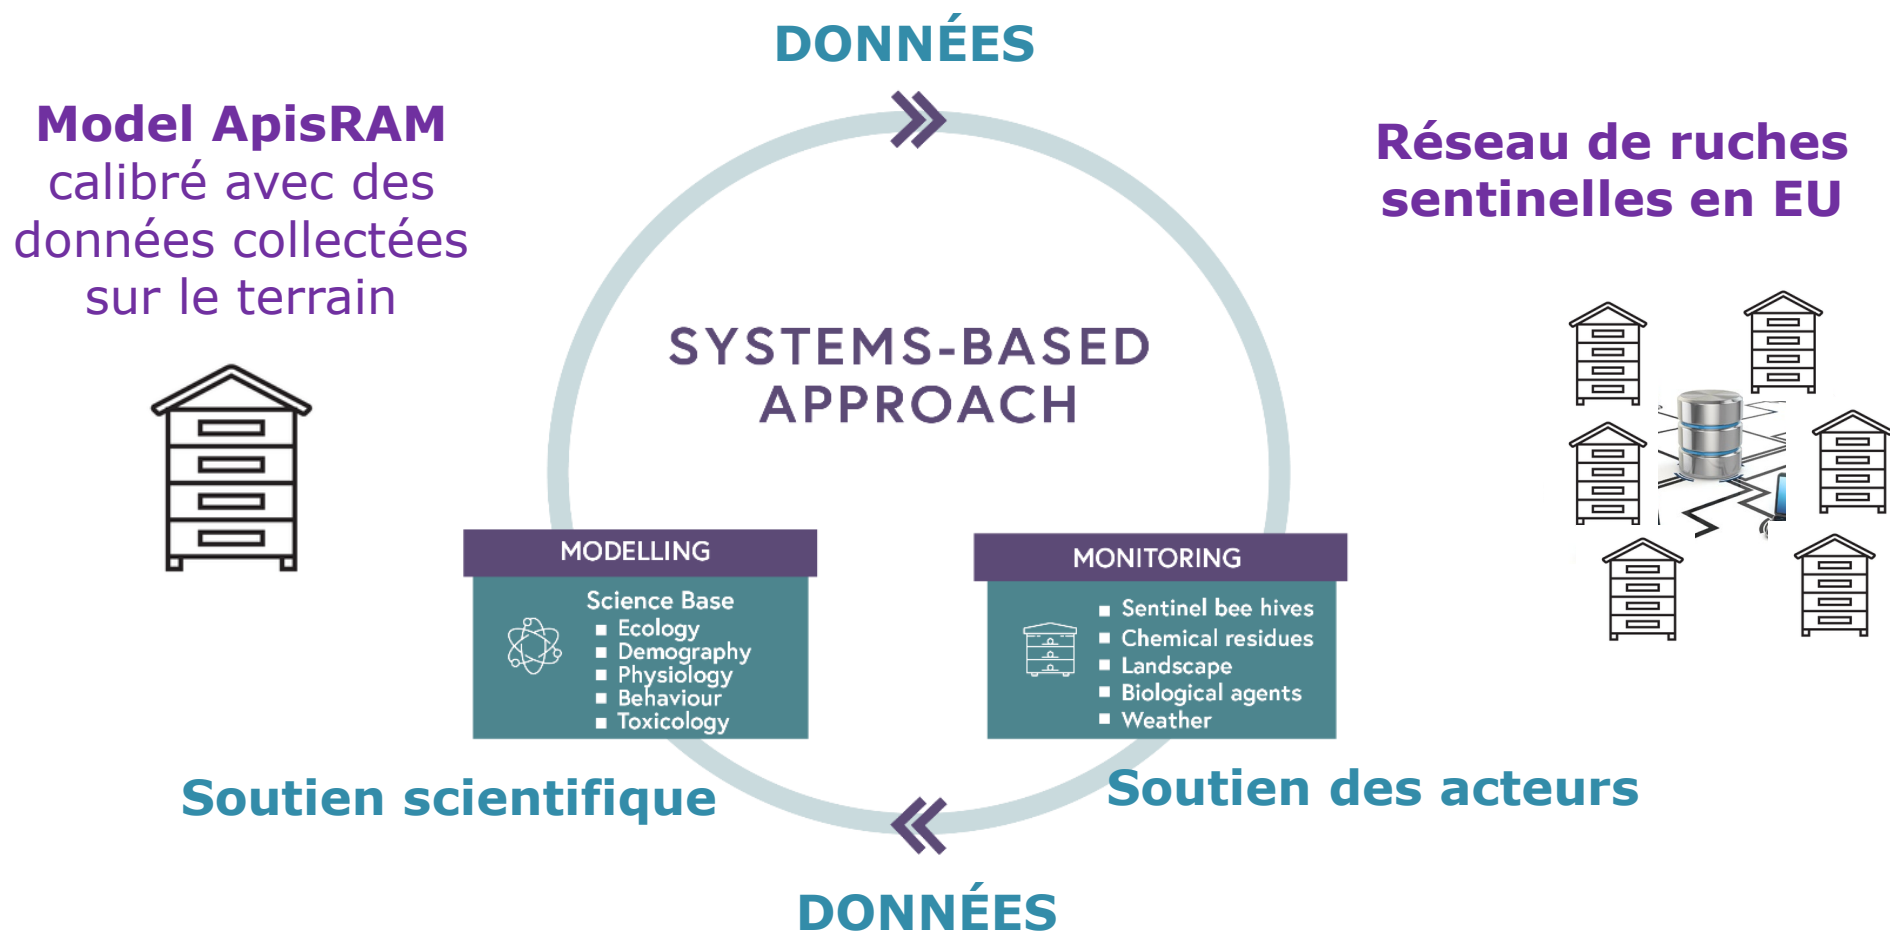 DONNÉES
Model ApisRAM
calibré avec des
données collectées
sur le terrain
Réseau de ruches
sentinelles en EU
SYSTEMS-BASED
APPROACH
MODELLING
Science Base
Ecology
Demography
Physiology
Behaviour
Toxicology
MONITORING
Sentinel bee hives
Chemical residues
Landscape
Biological agents
Weather
Soutien scientifique
Soutien des acteurs
DONNÉES